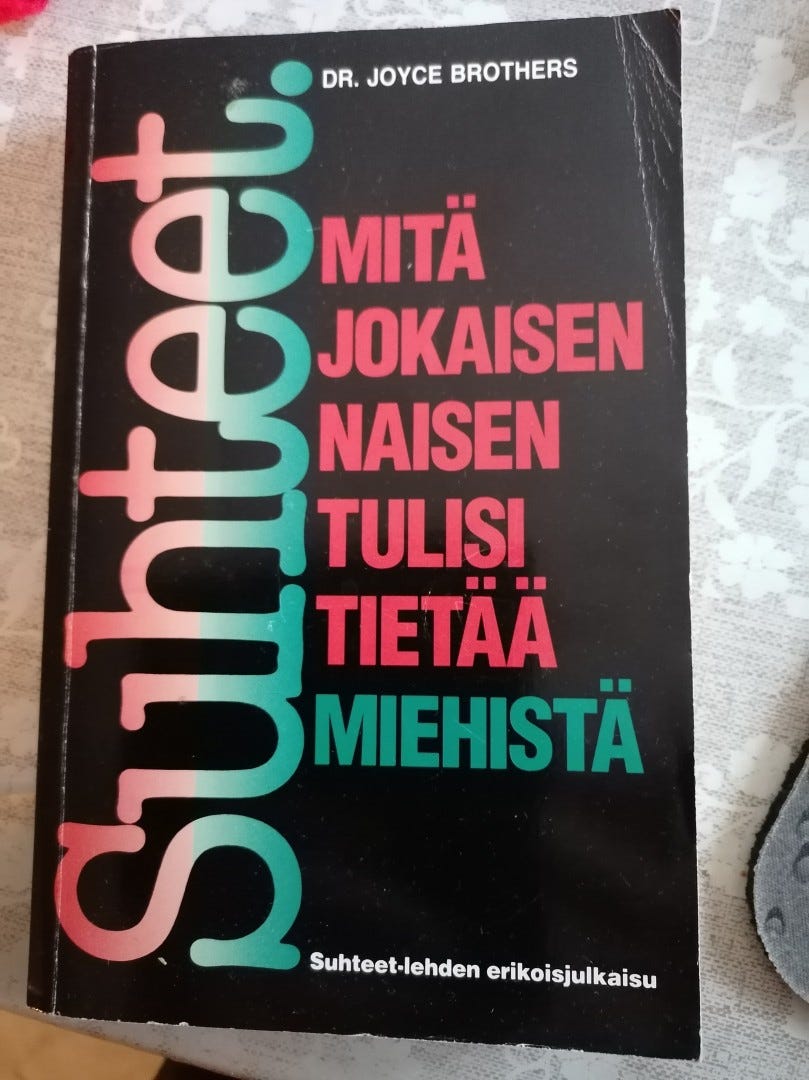 DR. JOYCE BROTHERS
Suhteet.
MITÄ
JOKAISEN
NAISEN
TULISI
TIETÄÄ
MIEHISTÄ
Suhteet-lehden erikoisjulkaisu